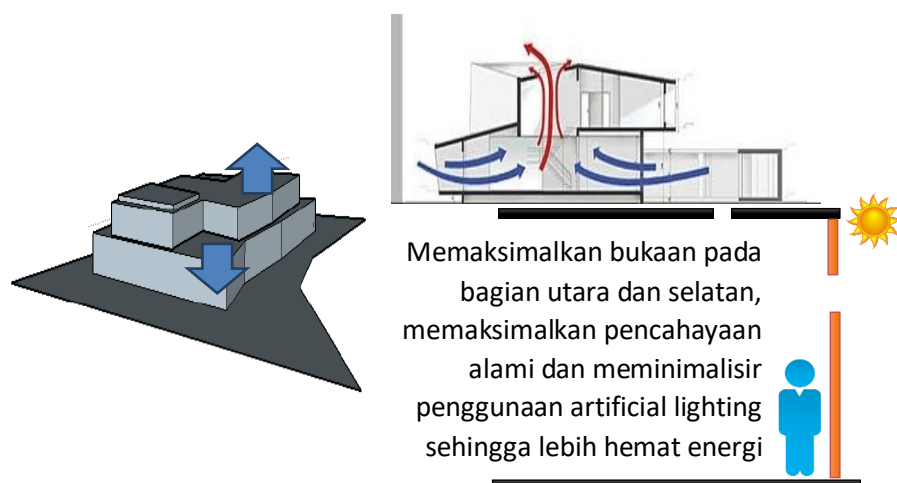 Memaksimalkan bukaan pada
bagian utara dan selatan,
memaksimalkan pencahayaan
alami dan meminimalisir
penggunaan artificial lighting
sehingga lebih hemat energi